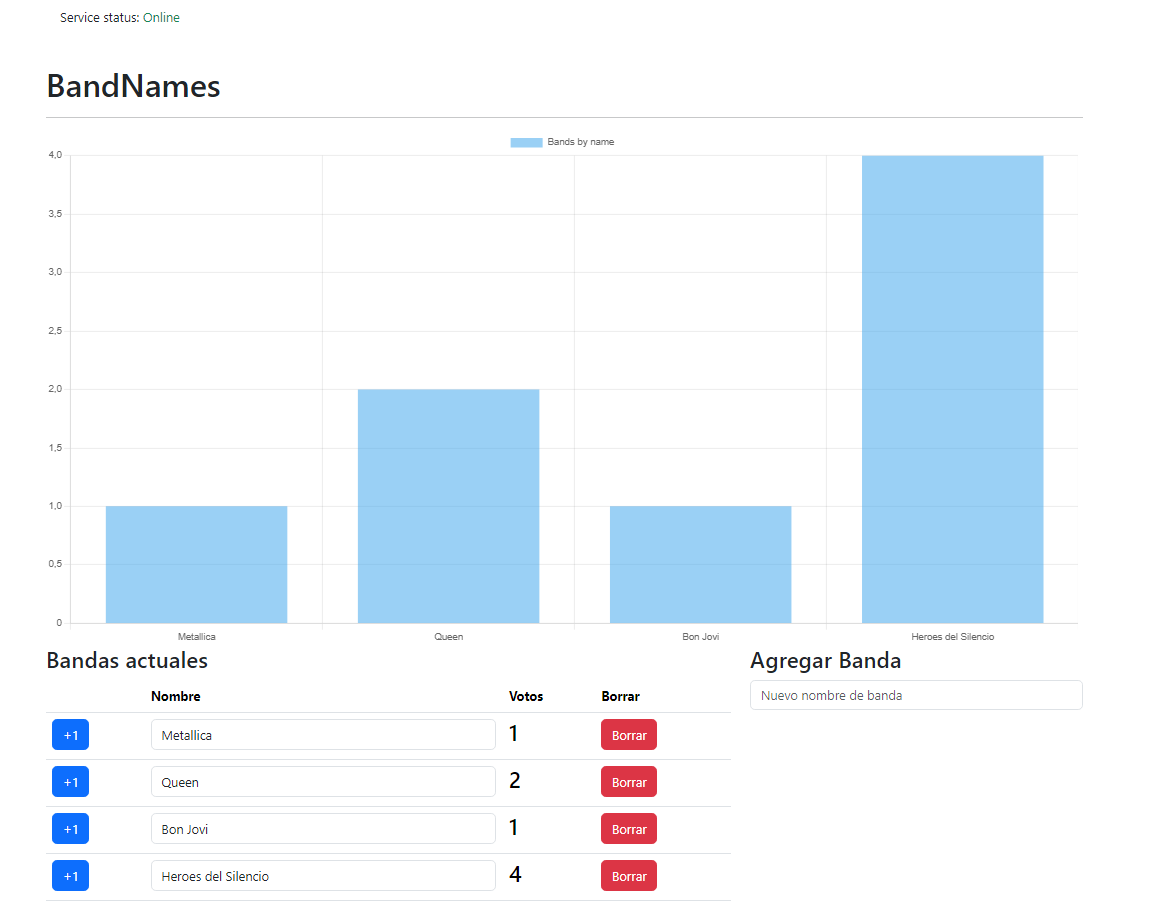 Service status: Online
BandNames
Bands by name
4,0
3,5
3,0
2,5
2,0
1,5
1,0
0,5
0
Metallica Queen Bon Jovi Heroes del Silencio
Bandas actuales
Nombre Votos Borrar
+1 Metallica 1 Borrar
+1 Queen 2 Borrar
+1 Bon Jovi 1 Borrar
+1 Heroes del Silencio 4 Borrar
Agregar Banda
Nuevo nombre de banda